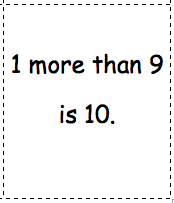 1 more than 9
is 10.